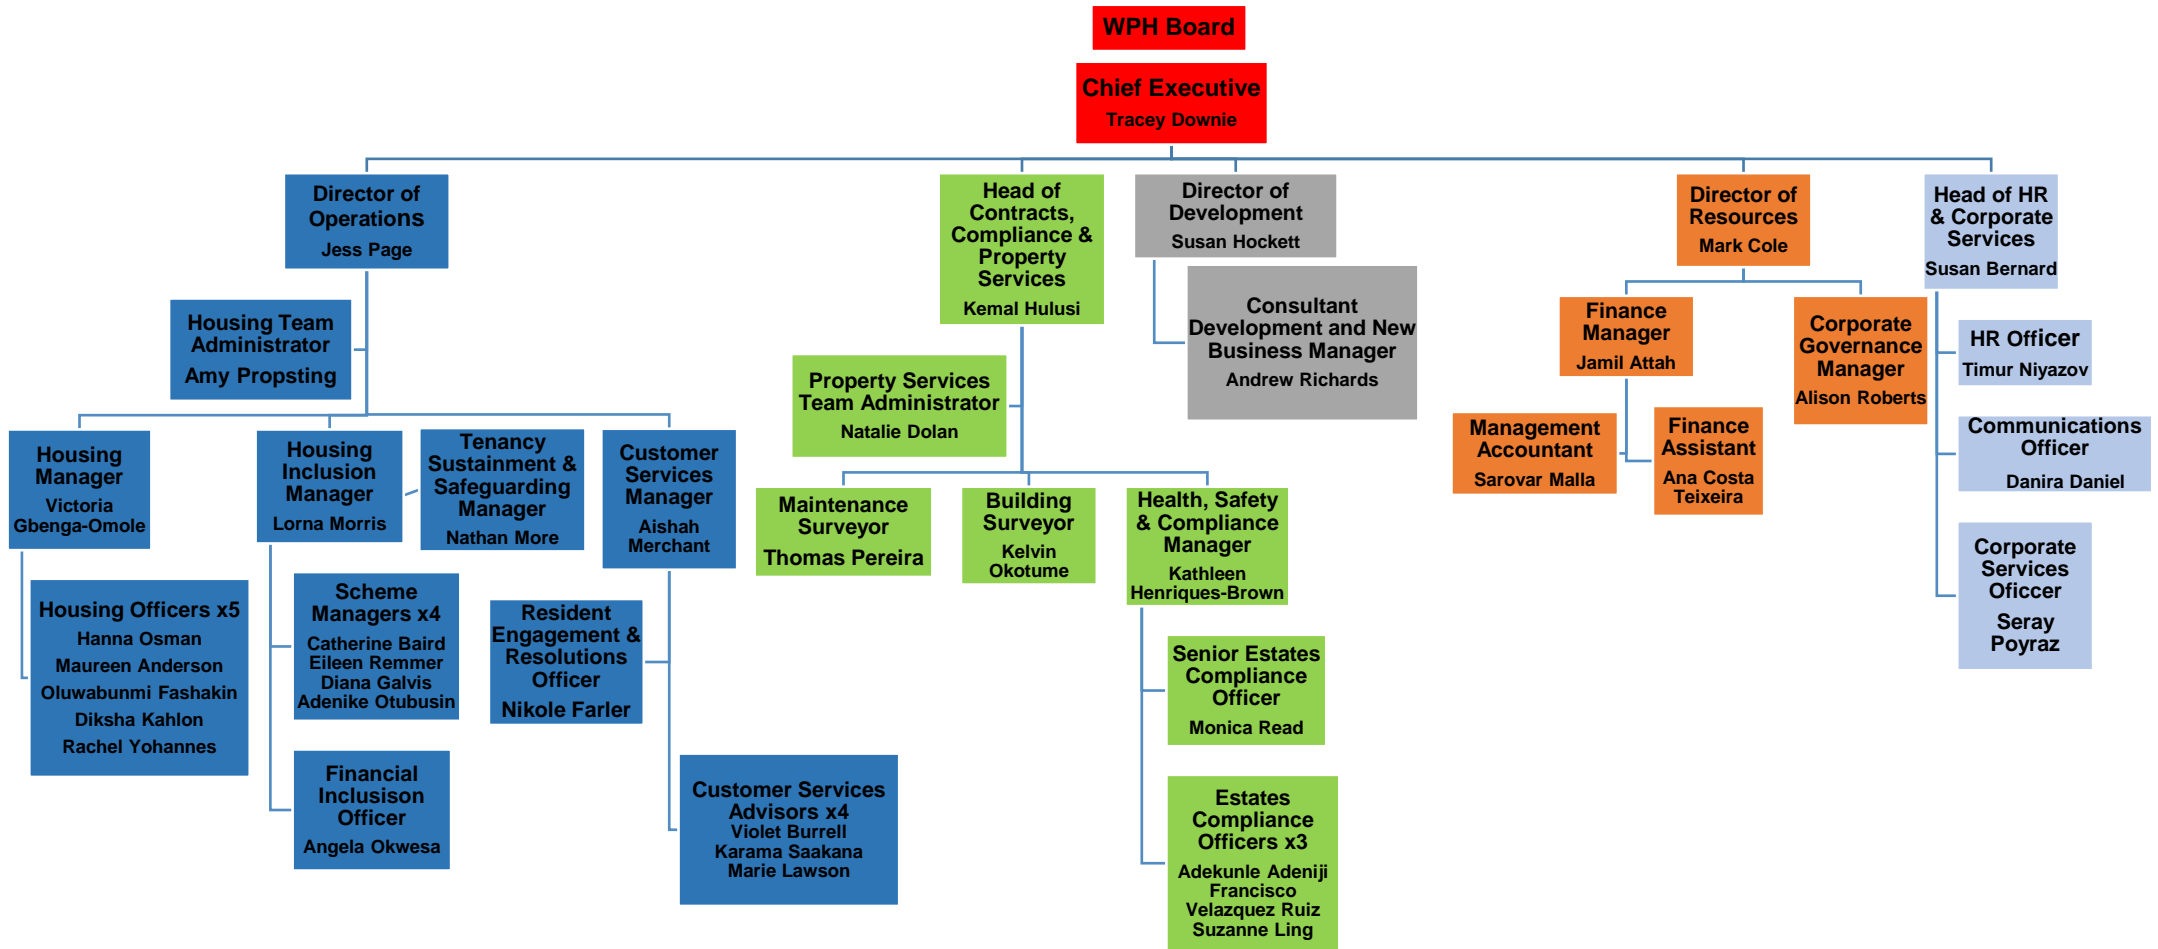 WPH Board
Chief Executive
Tracey Downie
Director of
Operations
Jess Page
Housing Team
Administrator
Amy Propsting
Housing
Manager
Victoria
Gbenga-Omole
Housing Officers x5
Hanna Osman
Maureen Anderson
Oluwabunmi Fashakin
Diksha Kahlon
Rachel Yohannes
Housing
Inclusion
Manager
Lorna Morris
Tenancy
Sustainment &
Safeguarding
Manager
Nathan More
Scheme
Managers x4
Catherine Baird
Eileen Remmer
Diana Galvis
Adenike Otubusin
Financial
Inclusison
Officer
Angela Okwesa
Customer
Services
Manager
Aishah
Merchant
Resident
Engagement &
Resolutions
Officer
Nikole Farler
Customer Services
Advisors x4
Violet Burrell
Karama Saakana
Marie Lawson
Head of
Contracts,
Compliance &
Property
Services
Kemal Hulusi
Property Services
Team Administrator
Natalie Dolan
Maintenance
Surveyor
Thomas Pereira
Building
Surveyor
Kelvin
Okotume
Health, Safety
& Compliance
Manager
Kathleen
Henriques-Brown
Senior Estates
Compliance
Officer
Monica Read
Estates
Compliance
Officers x3
Adekunle Adeniji
Francisco
Velazquez Ruiz
Suzanne Ling
Director of
Development
Susan Hockett
Consultant
Development and New
Business Manager
Andrew Richards
Director of
Resources
Mark Cole
Finance
Manager
Jamil Attah
Management
Accountant
Sarovar Malla
Finance
Assistant
Ana Costa
Teixeira
Corporate
Governance
Manager
Alison Roberts
Head of HR
& Corporate
Services
Susan Bernard
HR Officer
Timur Niyazov
Communications
Officer
Danira Daniel
Corporate
Services
Oficcer
Seray
Poyraz